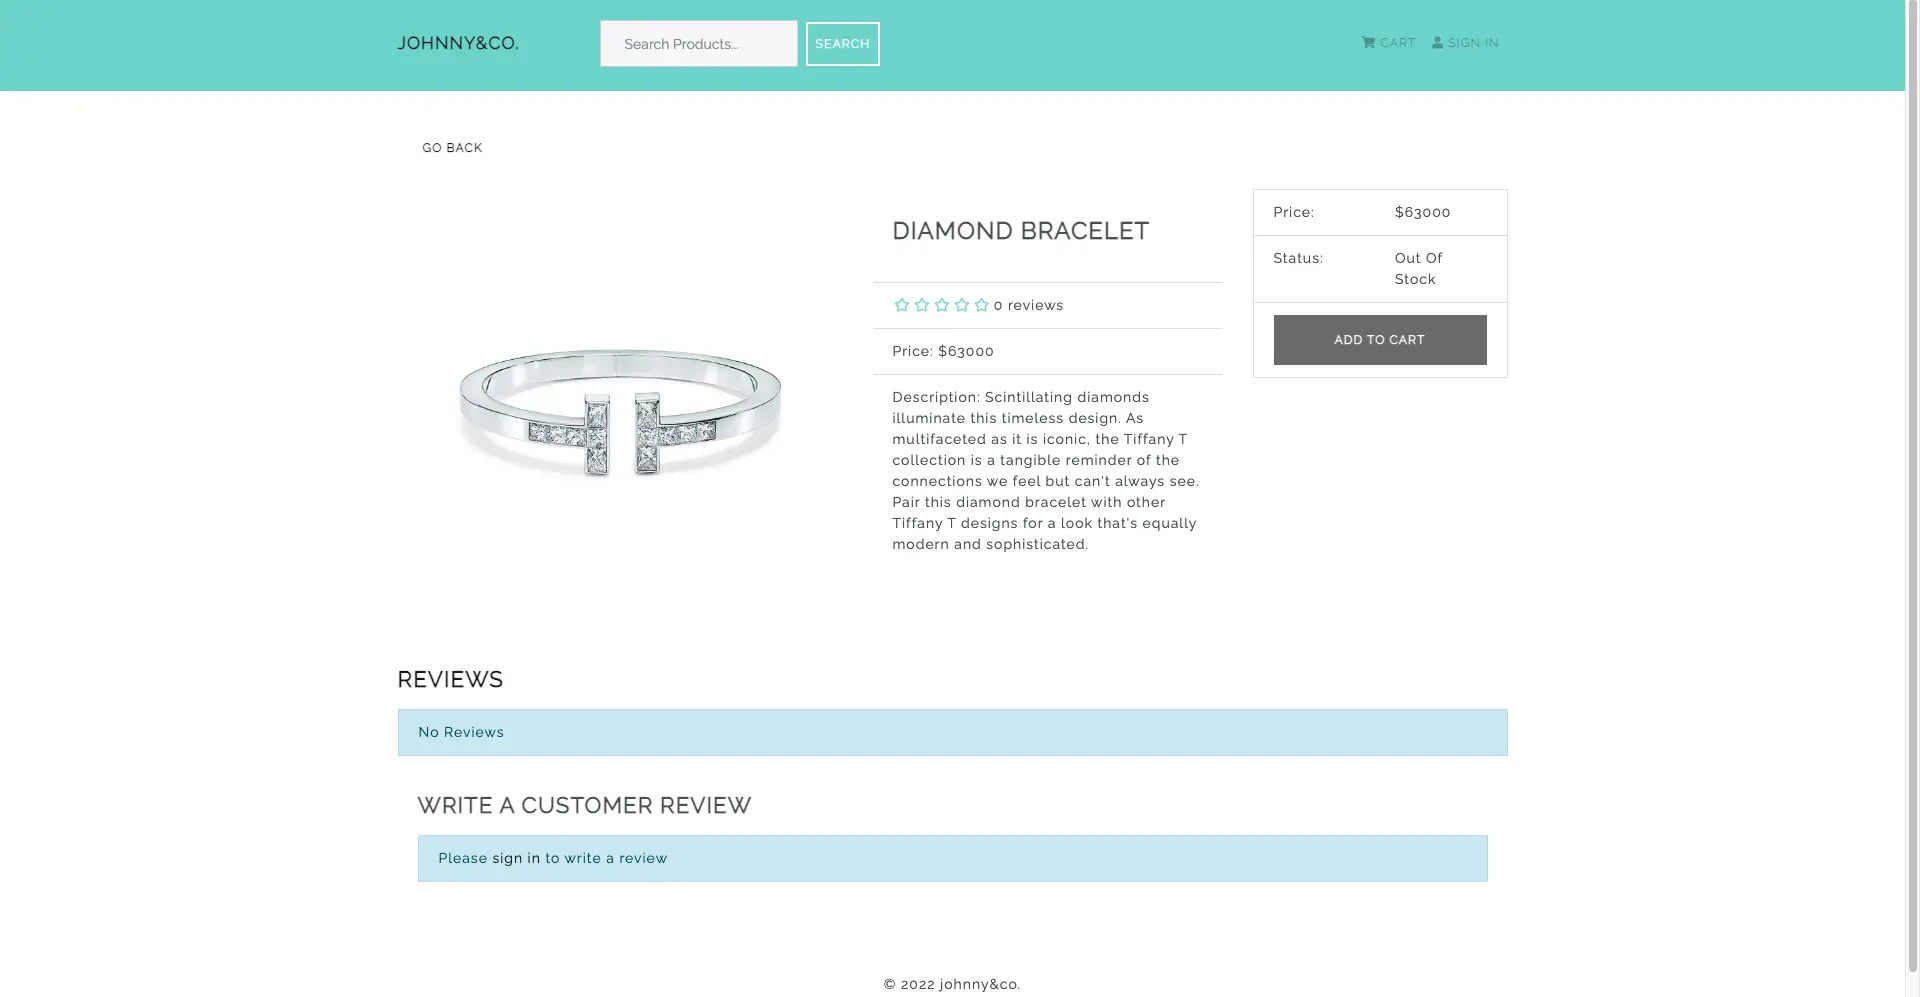 JOHNNY&CO.
Search Products...
SEARCH
CART
SIGN IN
GO BACK
DIAMOND BRACELET
0 reviews
Price: $63000
Description: Scintillating diamonds
illuminate this timeless design. As
multifaceted as it is iconic, the Tiffany T
collection is a tangible reminder of the
connections we feel but can't always see.
Pair this diamond bracelet with other
Tiffany T designs for a look that's equally
modern and sophisticated.
Price: $63000
Status: Out Of
Stock
ADD TO CART
REVIEWS
No Reviews
WRITE A CUSTOMER REVIEW
Please sign in to write a review
© 2022 johnny&co.